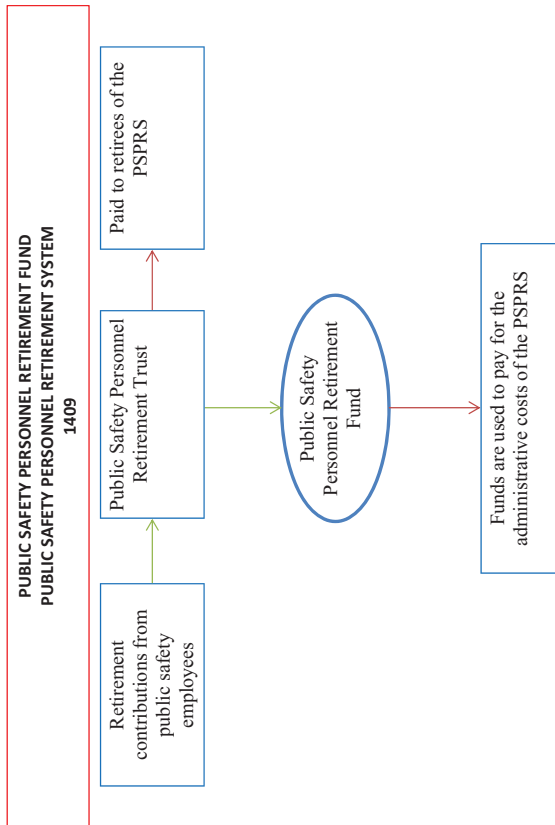 PUBLIC SAFETY PERSONNEL RETIREMENT FUND
PUBLIC SAFETY PERSONNEL RETIREMENT SYSTEM
1409
Retirement
contributions from
public safety
employees
Public Safety Personnel
Retirement Trust
Paid to retirees of the
PSPRS
Public Safety
Personnel Retirement
Fund
Funds are used to pay for the
administrative costs of the PSPRS